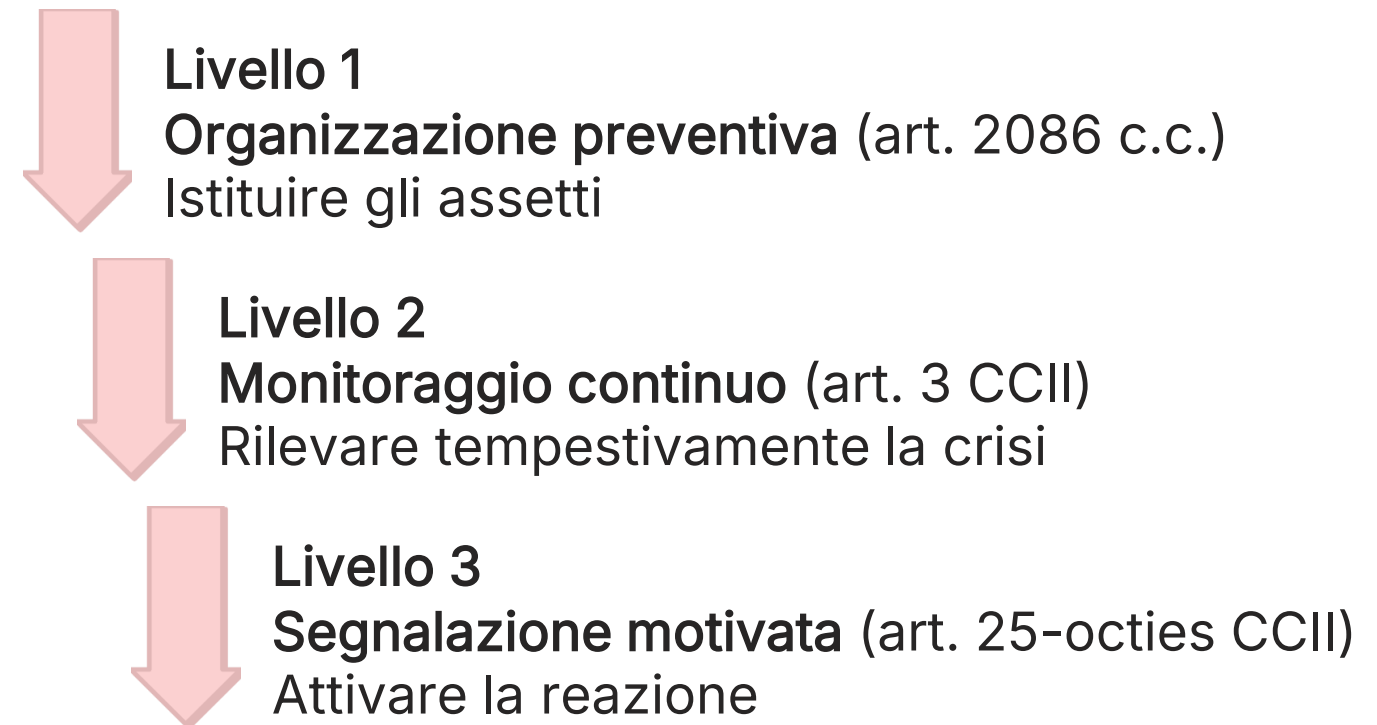 Livello 1
Organizzazione preventiva (art. 2086 c.c.)
Istituire gli assetti
Livello 2
Monitoraggio continuo (art. 3 CCII)
Rilevare tempestivamente la crisi
Livello 3
Segnalazione motivata (art. 25-octies CCII)
Attivare la reazione